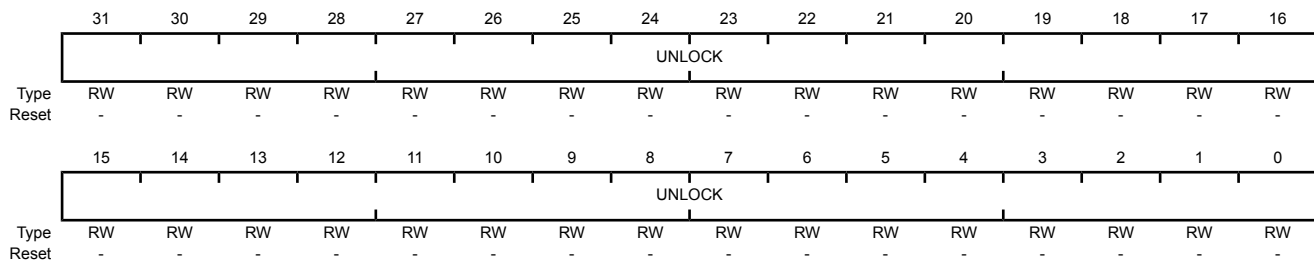 31 30 29 28 27 26 25 24 23 22 21 20 19 18 17 16
UNLOCK
Type RW RW RW RW RW RW RW RW RW RW RW RW RW RW RW RW
Reset - - - - - - - - - - - - - - - -
15 14 13 12 11 10 9 8 7 6 5 4 3 2 1 0
UNLOCK
Type RW RW RW RW RW RW RW RW RW RW RW RW RW RW RW RW
Reset - - - - - - - - - - - - - - - -